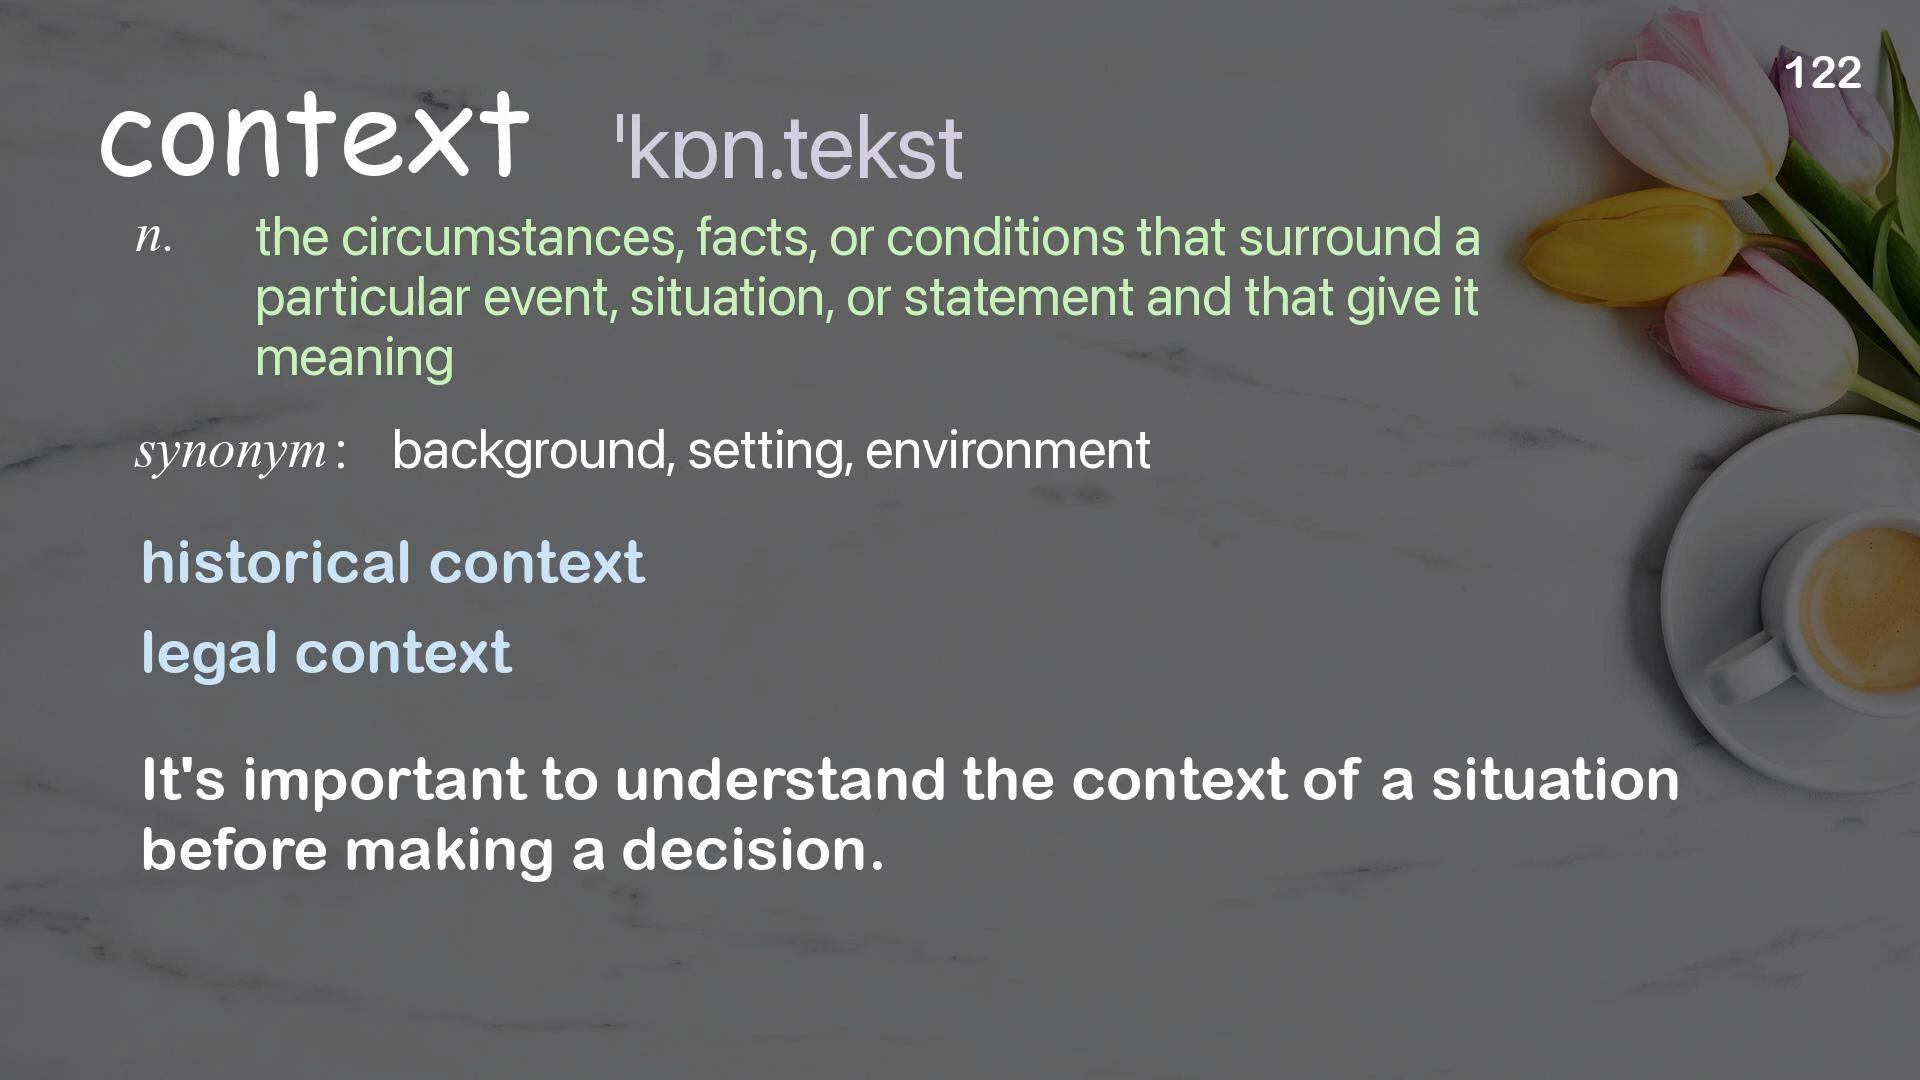 122
context ˈkɒn.tekst
n. the circumstances, facts, or conditions that surround a
particular event, situation, or statement and that give it
meaning
synonym : background, setting, environment
historical context
legal context
It's important to understand the context of a situation
before making a decision.